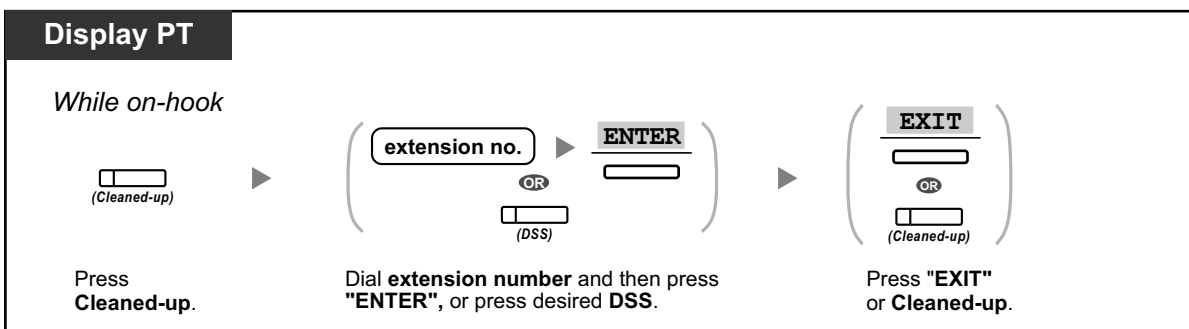 Display PT
While on-hook
(Cleaned-up)
extension no.
ENTER
OR
(DSS)
EXIT
OR
(Cleaned-up)
Press
Cleaned-up.
Dial extension number and then press
"ENTER", or press desired DSS.
Press "EXIT"
or Cleaned-up.